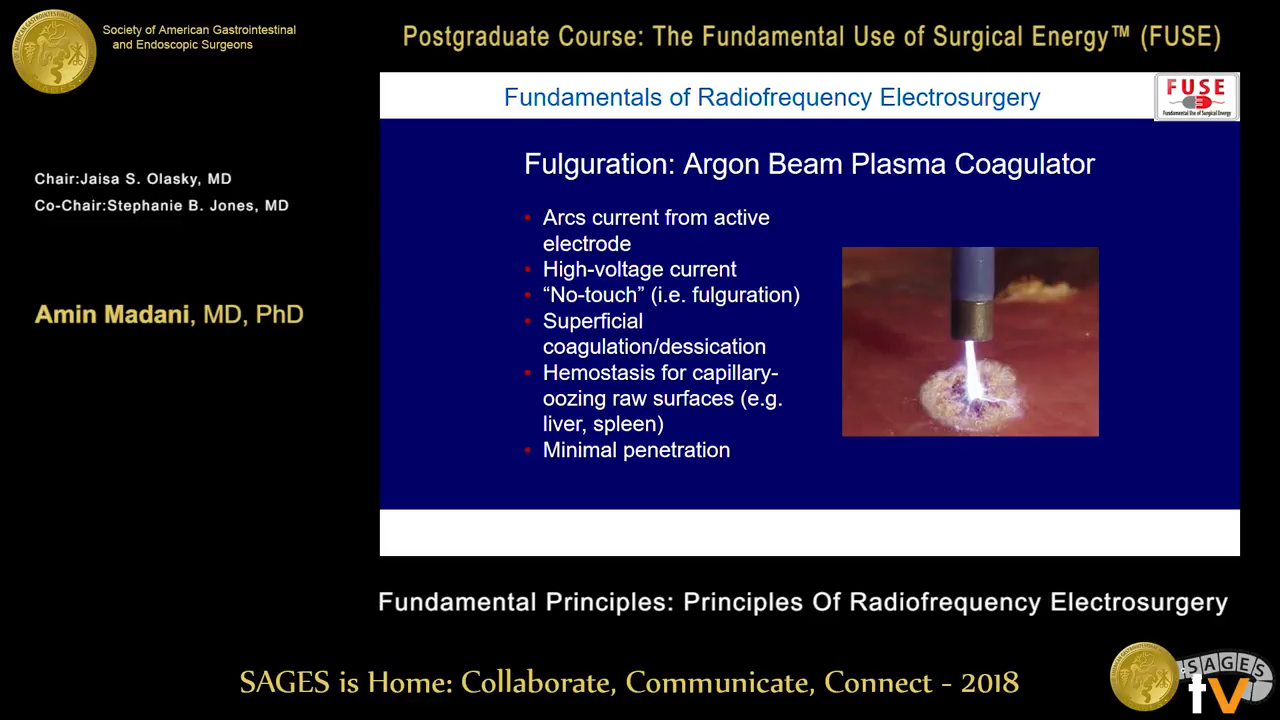 Society of American Gastrointestinal
and Endoscopic Surgeons
Postgraduate Course: The Fundamental Use of Surgical Energy™ (FUSE)
Fundamentals of Radiofrequency Electrosurgery
FUSE
Fundamental Use of Surgical Energy
Chair:Jaisa S. Olasky, MD
Co-Chair:Stephanie B. Jones, MD
Amin Madani, MD, PhD
Fulguration: Argon Beam Plasma Coagulator
• Arcs current from active
electrode
• High-voltage current
• “No-touch” (i.e. fulguration)
• Superficial
coagulation/dessication
• Hemostasis for capillary-
oozing raw surfaces (e.g.
liver, spleen)
• Minimal penetration
Fundamental Principles: Principles Of Radiofrequency Electrosurgery
SAGES is Home: Collaborate, Communicate, Connect - 2018
SAGES
tv